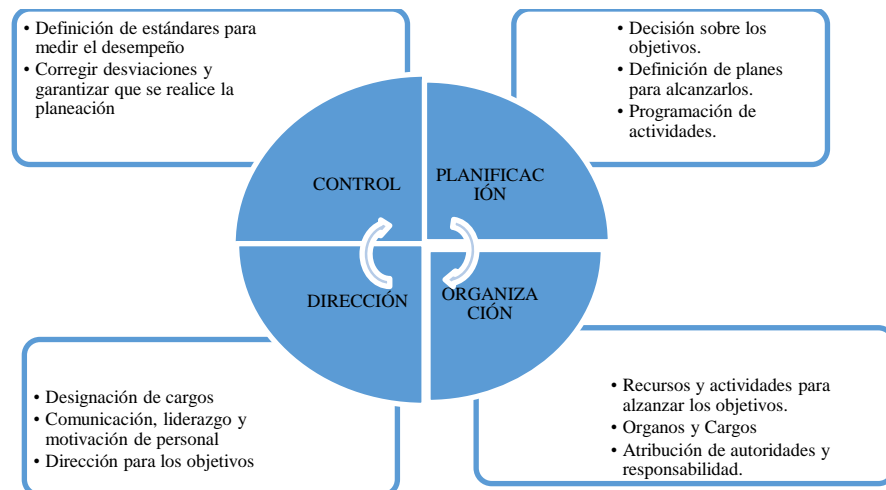 • Definición de estándares para
medir el desempeño
• Corregir desviaciones y
garantizar que se realice la
planeación
• Decisión sobre los
objetivos.
• Definición de planes
para alcanzarlos.
• Programación de
actividades.
CONTROL
PLANIFICAC
IÓN
DIRECCIÓN
ORGANIZA
CIÓN
• Designación de cargos
• Comunicación, liderazgo y
motivación de personal
• Dirección para los objetivos
• Recursos y actividades para
alzanzar los objetivos.
• Organos y Cargos
• Atribución de autoridades y
responsabilidad.